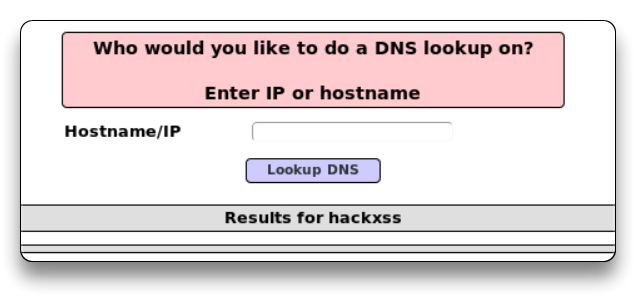 Who would you like to do a DNS lookup on?
Enter IP or hostname
Hostname/IP
Lookup DNS
Results for hackxss